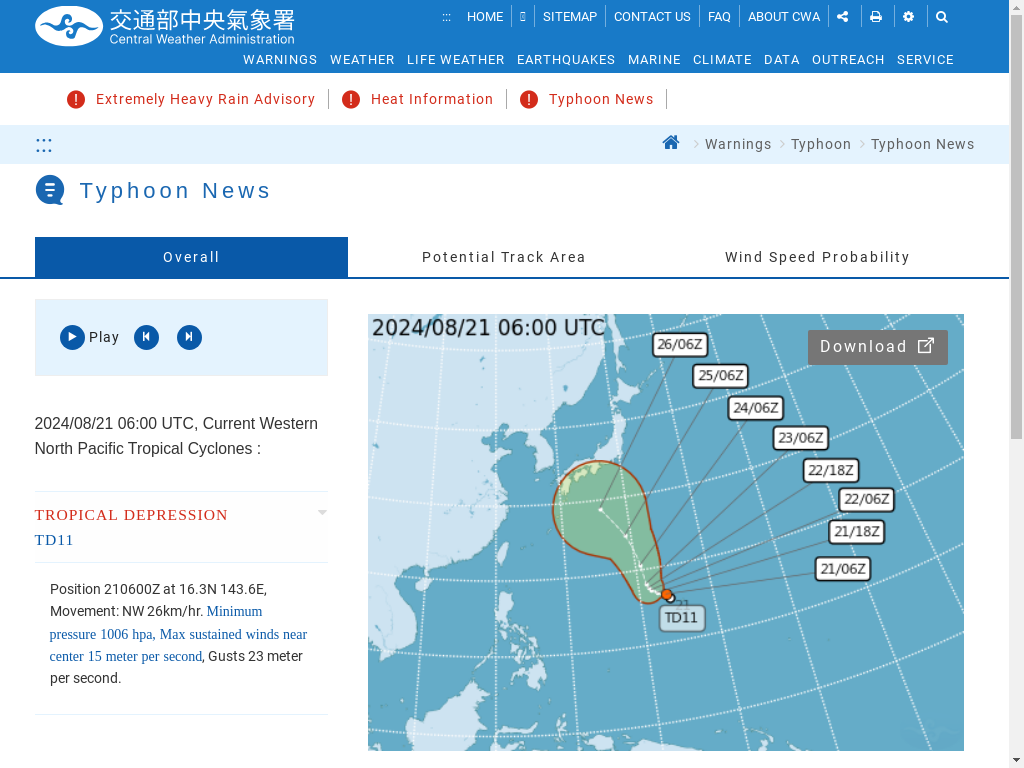 交通部中央氣象署
Central Weather Administration
::: HOME SITEMAP CONTACT US FAQ ABOUT CWA
WARNINGS WEATHER LIFE WEATHER EARTHQUAKES MARINE CLIMATE DATA OUTREACH SERVICE
Extremely Heavy Rain Advisory
Heat Information
Typhoon News
:::
Warnings Typhoon Typhoon News
Typhoon News
Overall
Potential Track Area
Wind Speed Probability
Play
2024/08/21 06:00 UTC, Current Western
North Pacific Tropical Cyclones :
TROPICAL DEPRESSION
TD11
Position 210600Z at 16.3N 143.6E,
Movement: NW 26km/hr. Minimum
pressure 1006 hpa, Max sustained winds near
center 15 meter per second, Gusts 23 meter
per second.
2024/08/21 06:00 UTC
Download
26/06Z
25/06Z
24/06Z
23/06Z
22/18Z
22/06Z
21/18Z
21/06Z
21
TD11